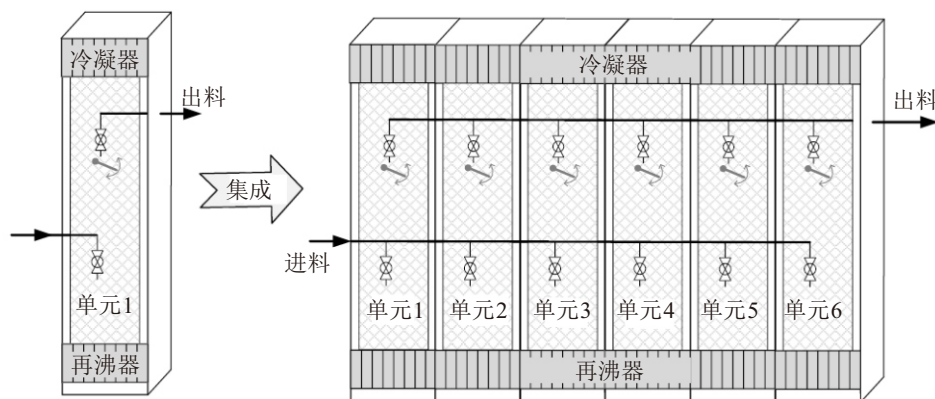 冷凝器
出料
单元1
再沸器
集成
冷凝器
出料
进料
单元1 单元2 单元3 单元4 单元5 单元6
再沸器